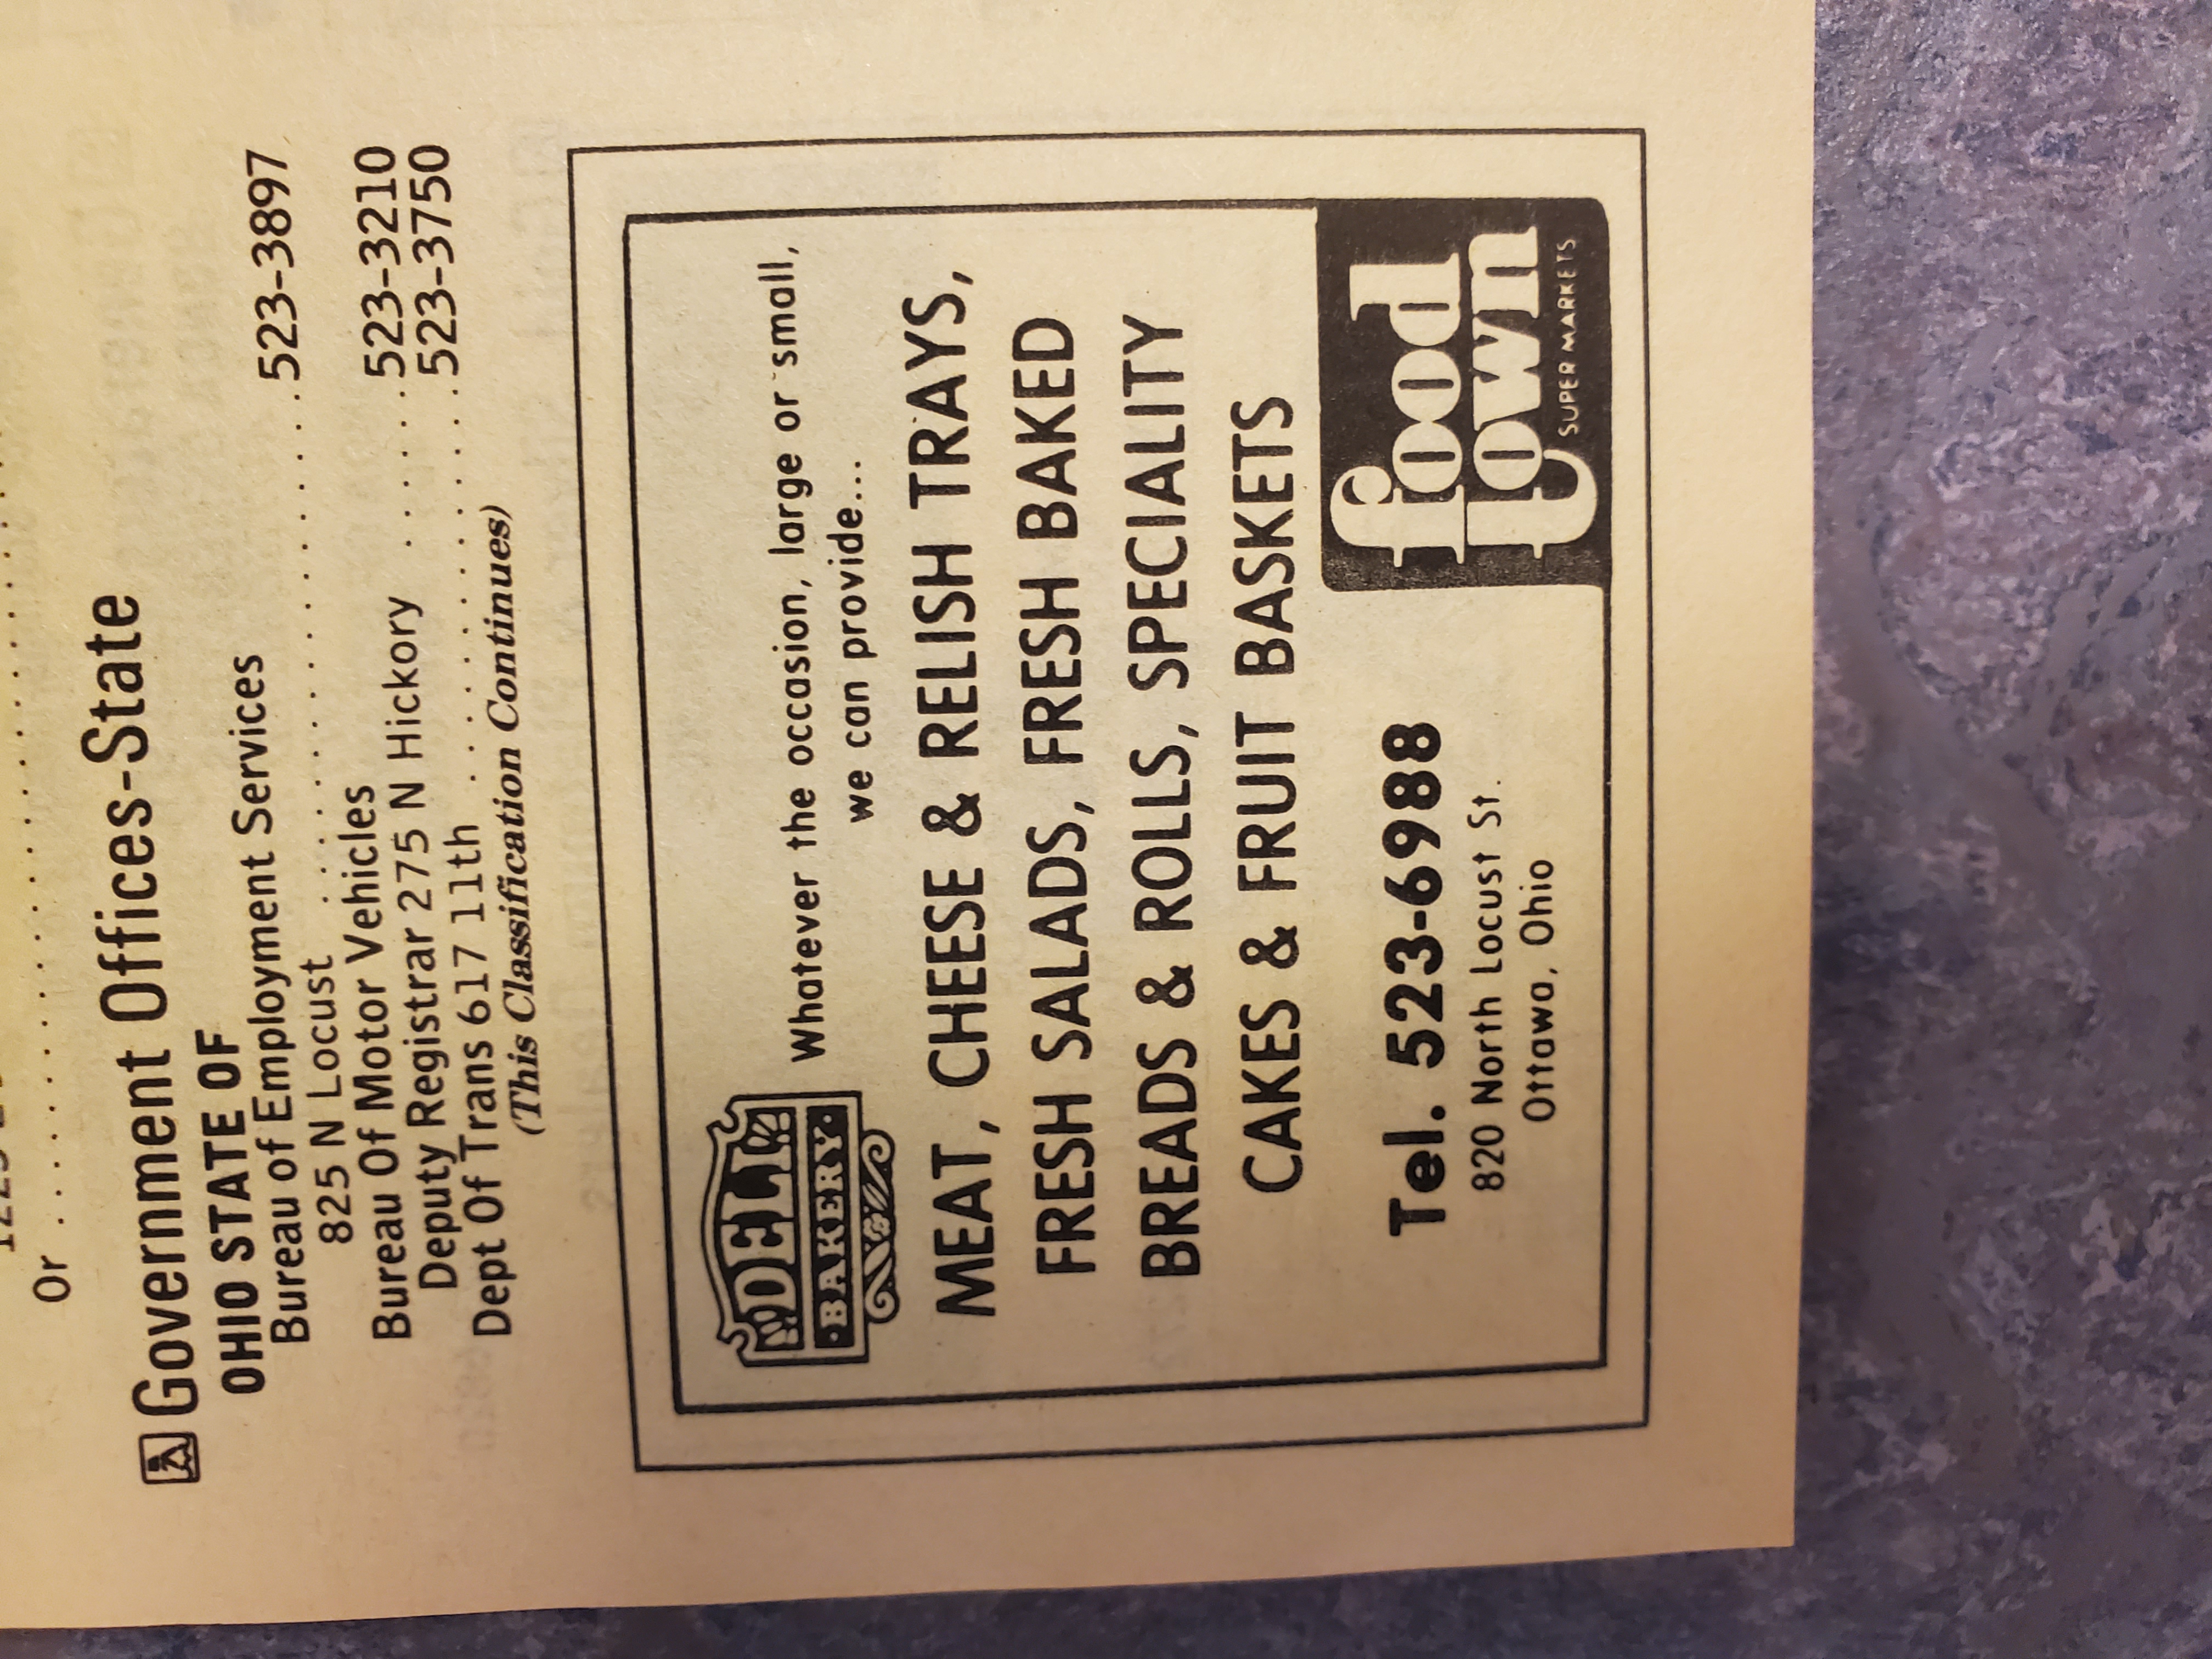 Or
Government Offices-State
OHIO STATE OF
Bureau of Employment Services
825 N Locust . . . . . . . . . . . . . . . . . . 523-3897
Bureau Of Motor Vehicles
Deputy Registrar 275 N Hickory . . . . . 523-3210
Dept Of Trans 617 11th . . . . . . . . . . . 523-3750
(This Classification Continues)
DELI
BAKERY
Whatever the occasion, large or small,
we can provide...
MEAT, CHEESE & RELISH TRAYS,
FRESH SALADS, FRESH BAKED
BREADS & ROLLS, SPECIALITY
CAKES & FRUIT BASKETS
Tel. 523-6988
820 North Locust St.
Ottawa, Ohio
food
town
SUPER MARKETS